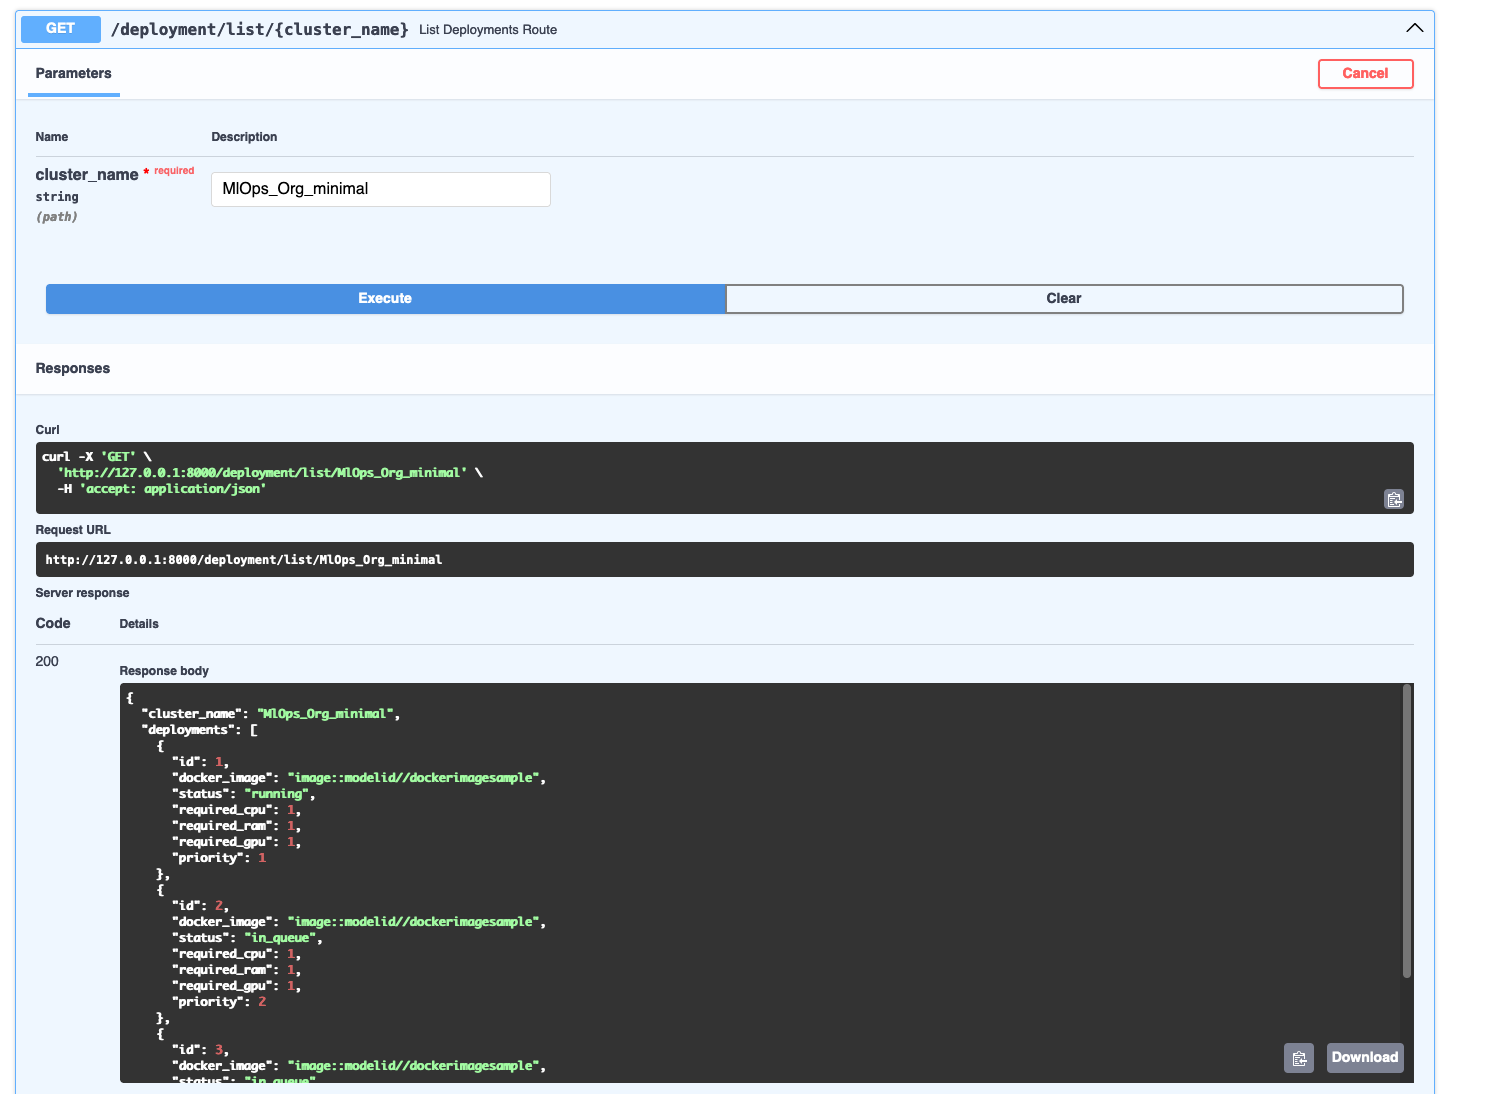 GET /deployment/list/{cluster_name} List Deployments Route
Parameters
Cancel
Name Description
cluster_name * required
string
(path)
MlOps_Org_minimal
Execute
Clear
Responses
Curl
curl -X 'GET' \
  'http://127.0.0.1:8000/deployment/list/MlOps_Org_minimal' \
  -H 'accept: application/json'
Request URL
http://127.0.0.1:8000/deployment/list/MlOps_Org_minimal
Server response
Code Details
200
Response body
{
  "cluster_name": "MlOps_Org_minimal",
  "deployments": [
    {
      "id": 1,
      "docker_image": "image::modelid//dockerimagesample",
      "status": "running",
      "required_cpu": 1,
      "required_ram": 1,
      "required_gpu": 1,
      "priority": 1
    },
    {
      "id": 2,
      "docker_image": "image::modelid//dockerimagesample",
      "status": "in_queue",
      "required_cpu": 1,
      "required_ram": 1,
      "required_gpu": 1,
      "priority": 2
    },
    {
      "id": 3,
      "docker_image": "image::modelid//dockerimagesample",
      "status": "in_queue"
Download